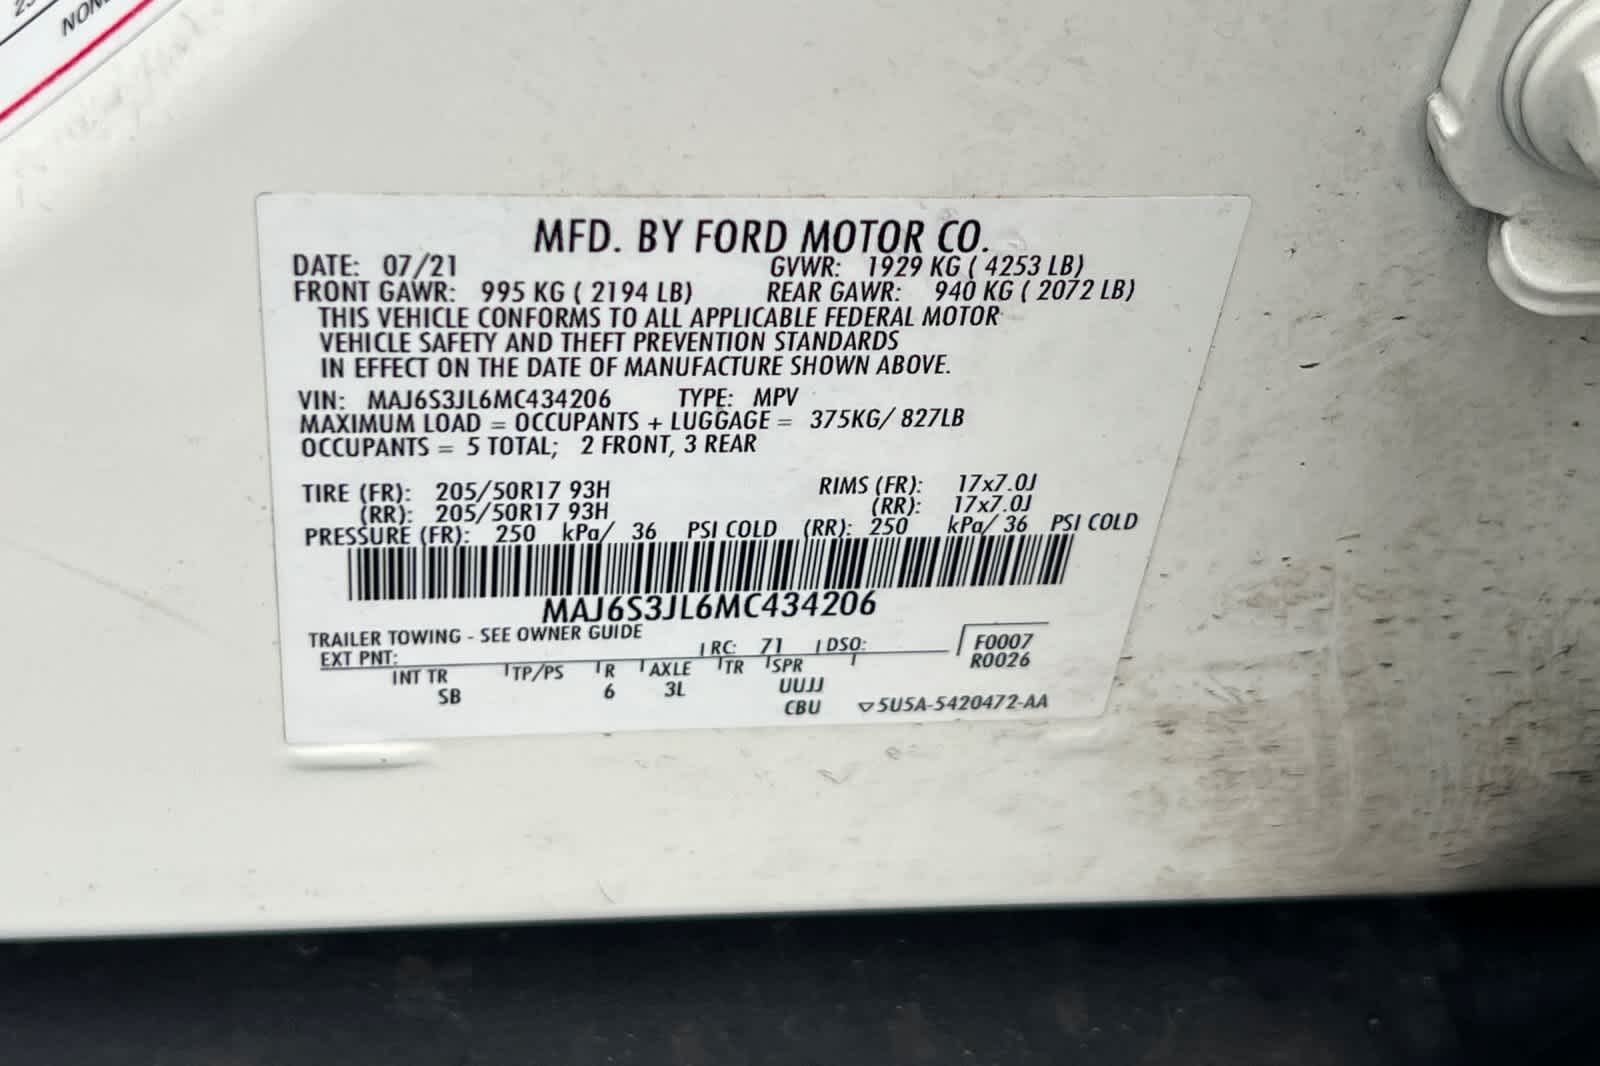 NON
MFD. BY FORD MOTOR CO.
DATE: 07/21 GVWR: 1929 KG ( 4253 LB)
FRONT GAWR: 995 KG ( 2194 LB) REAR GAWR: 940 KG ( 2072 LB)
THIS VEHICLE CONFORMS TO ALL APPLICABLE FEDERAL MOTOR
VEHICLE SAFETY AND THEFT PREVENTION STANDARDS
IN EFFECT ON THE DATE OF MANUFACTURE SHOWN ABOVE.
VIN: MAJ6S3JL6MC434206 TYPE: MPV
MAXIMUM LOAD = OCCUPANTS + LUGGAGE = 375KG/ 827LB
OCCUPANTS = 5 TOTAL; 2 FRONT, 3 REAR
TIRE (FR): 205/50R17 93H RIMS (FR): 17x7.0J
(RR): 205/50R17 93H (RR): 17x7.0J
PRESSURE (FR): 250 kPa/ 36 PSI COLD (RR): 250 kPa/ 36 PSI COLD
MAJ6S3JL6MC434206
TRAILER TOWING - SEE OWNER GUIDE
EXT PNT: RC: 71 DSO: F0007
R0026
INT TR TP/PS R AXLE TR SPR
SB 6 3L UUJJ
CBU ▽5U5A-5420472-AA